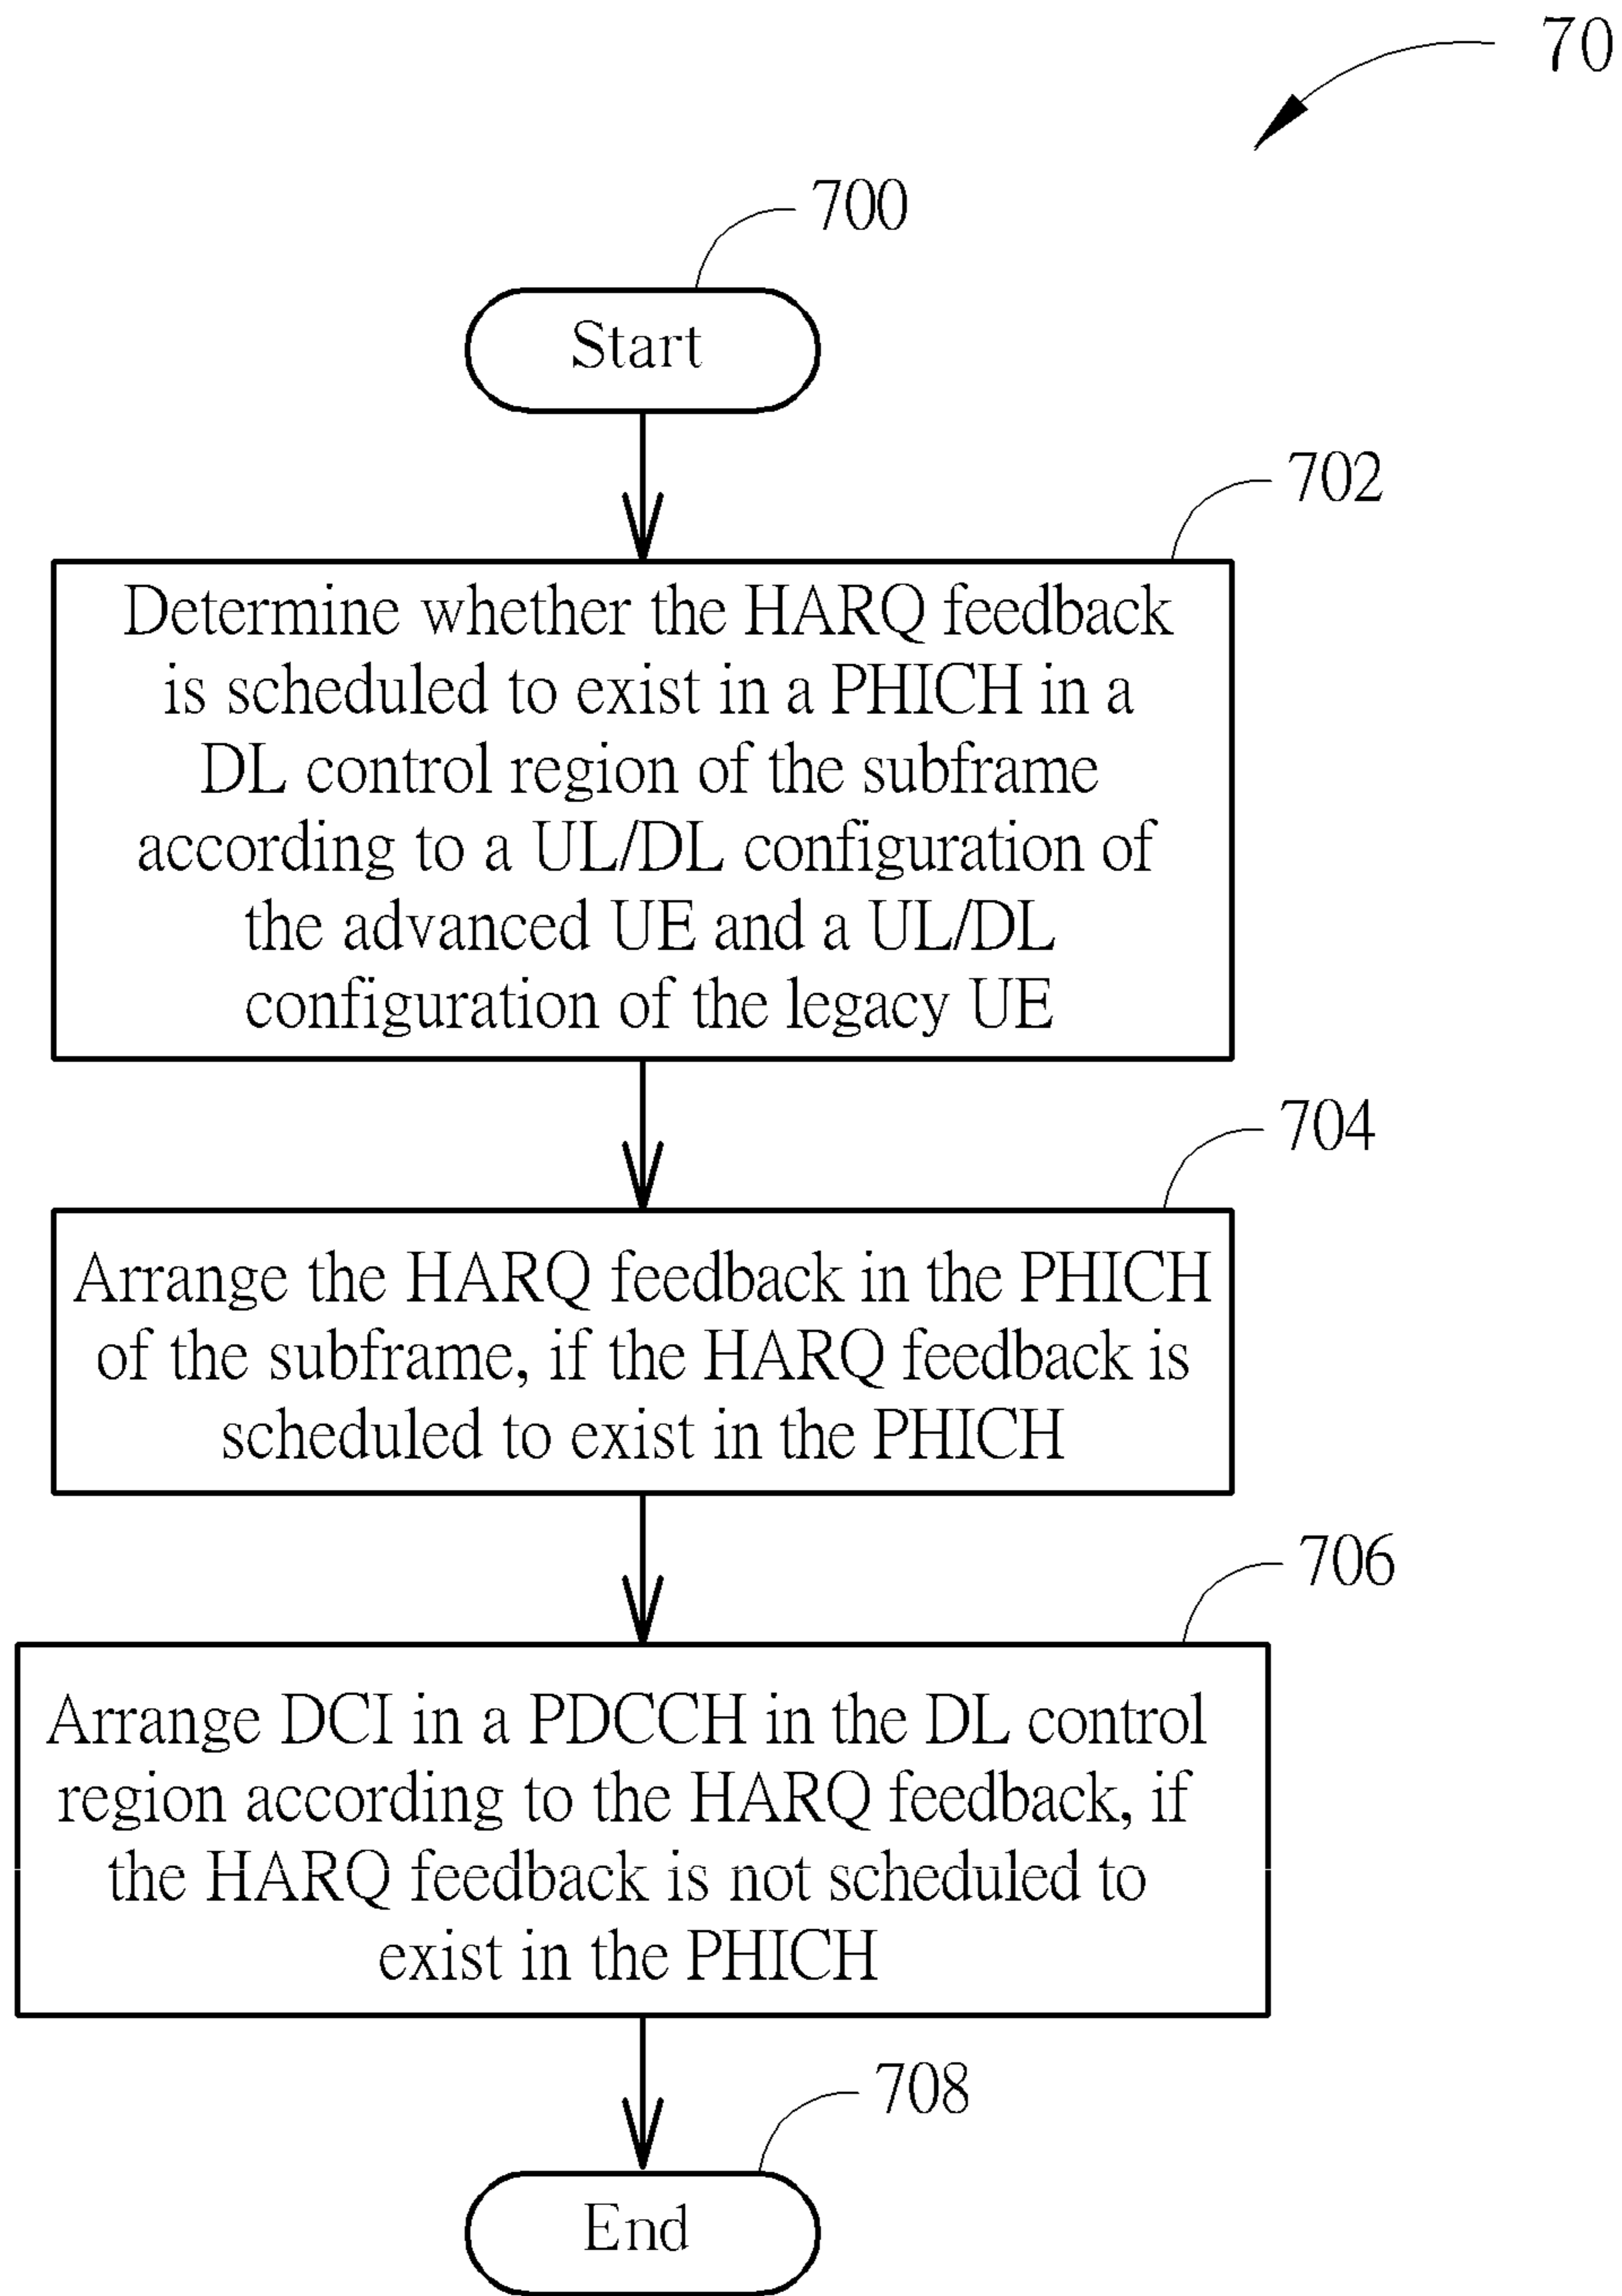 70
700
Start
702
Determine whether the HARQ feedback
is scheduled to exist in a PHICH in a
DL control region of the subframe
according to a UL/DL configuration of
the advanced UE and a UL/DL
configuration of the legacy UE
704
Arrange the HARQ feedback in the PHICH
of the subframe, if the HARQ feedback is
scheduled to exist in the PHICH
706
Arrange DCI in a PDCCH in the DL control
region according to the HARQ feedback, if
the HARQ feedback is not scheduled to
exist in the PHICH
708
End